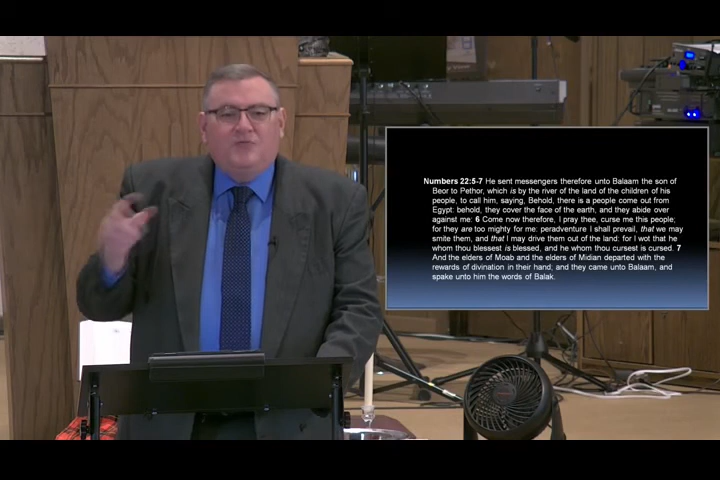 Numbers 22:5-7 He sent messengers therefore unto Balaam the son of
Beor to Pethor, which is by the river of the land of the children of his
people, to call him, saying, Behold, there is a people come out from
Egypt: behold, they cover the face of the earth, and they abide over
against me: 6 Come now therefore, I pray thee, curse me this people;
for they are too mighty for me: peradventure I shall prevail, that we may
smite them, and that I may drive them out of the land: for I wot that he
whom thou blessest is blessed, and he whom thou cursest is cursed. 7
And the elders of Moab and the elders of Midian departed with the
rewards of divination in their hand; and they came unto Balaam, and
spake unto him the words of Balak.